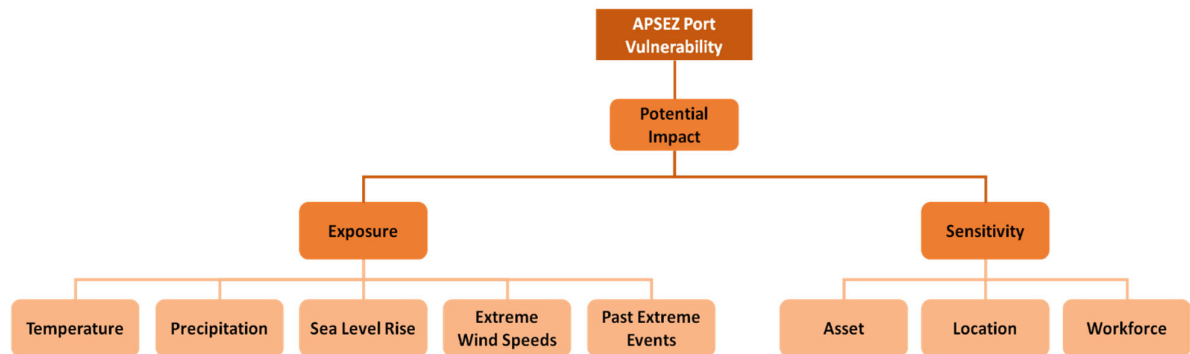 APSEZ Port
Vulnerability
Potential
Impact
Exposure
Sensitivity
Temperature
Precipitation
Sea Level Rise
Extreme
Wind Speeds
Past Extreme
Events
Asset
Location
Workforce